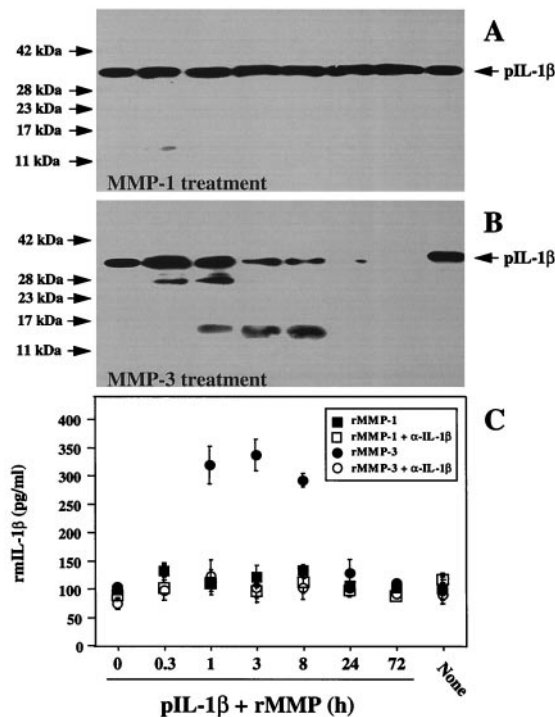 A
42 kDa
pIL-1β
28 kDa
23 kDa
17 kDa
11 kDa
MMP-1 treatment
B
42 kDa
pIL-1β
28 kDa
23 kDa
17 kDa
11 kDa
MMP-3 treatment
C
rmIL-1β (pg/ml)
400
350
300
250
200
150
100
50
0
rMMP-1
rMMP-1 + α-IL-1β
rMMP-3
rMMP-3 + α-IL-1β
0 0.3 1 3 8 24 72 None
pIL-1β + rMMP (h)